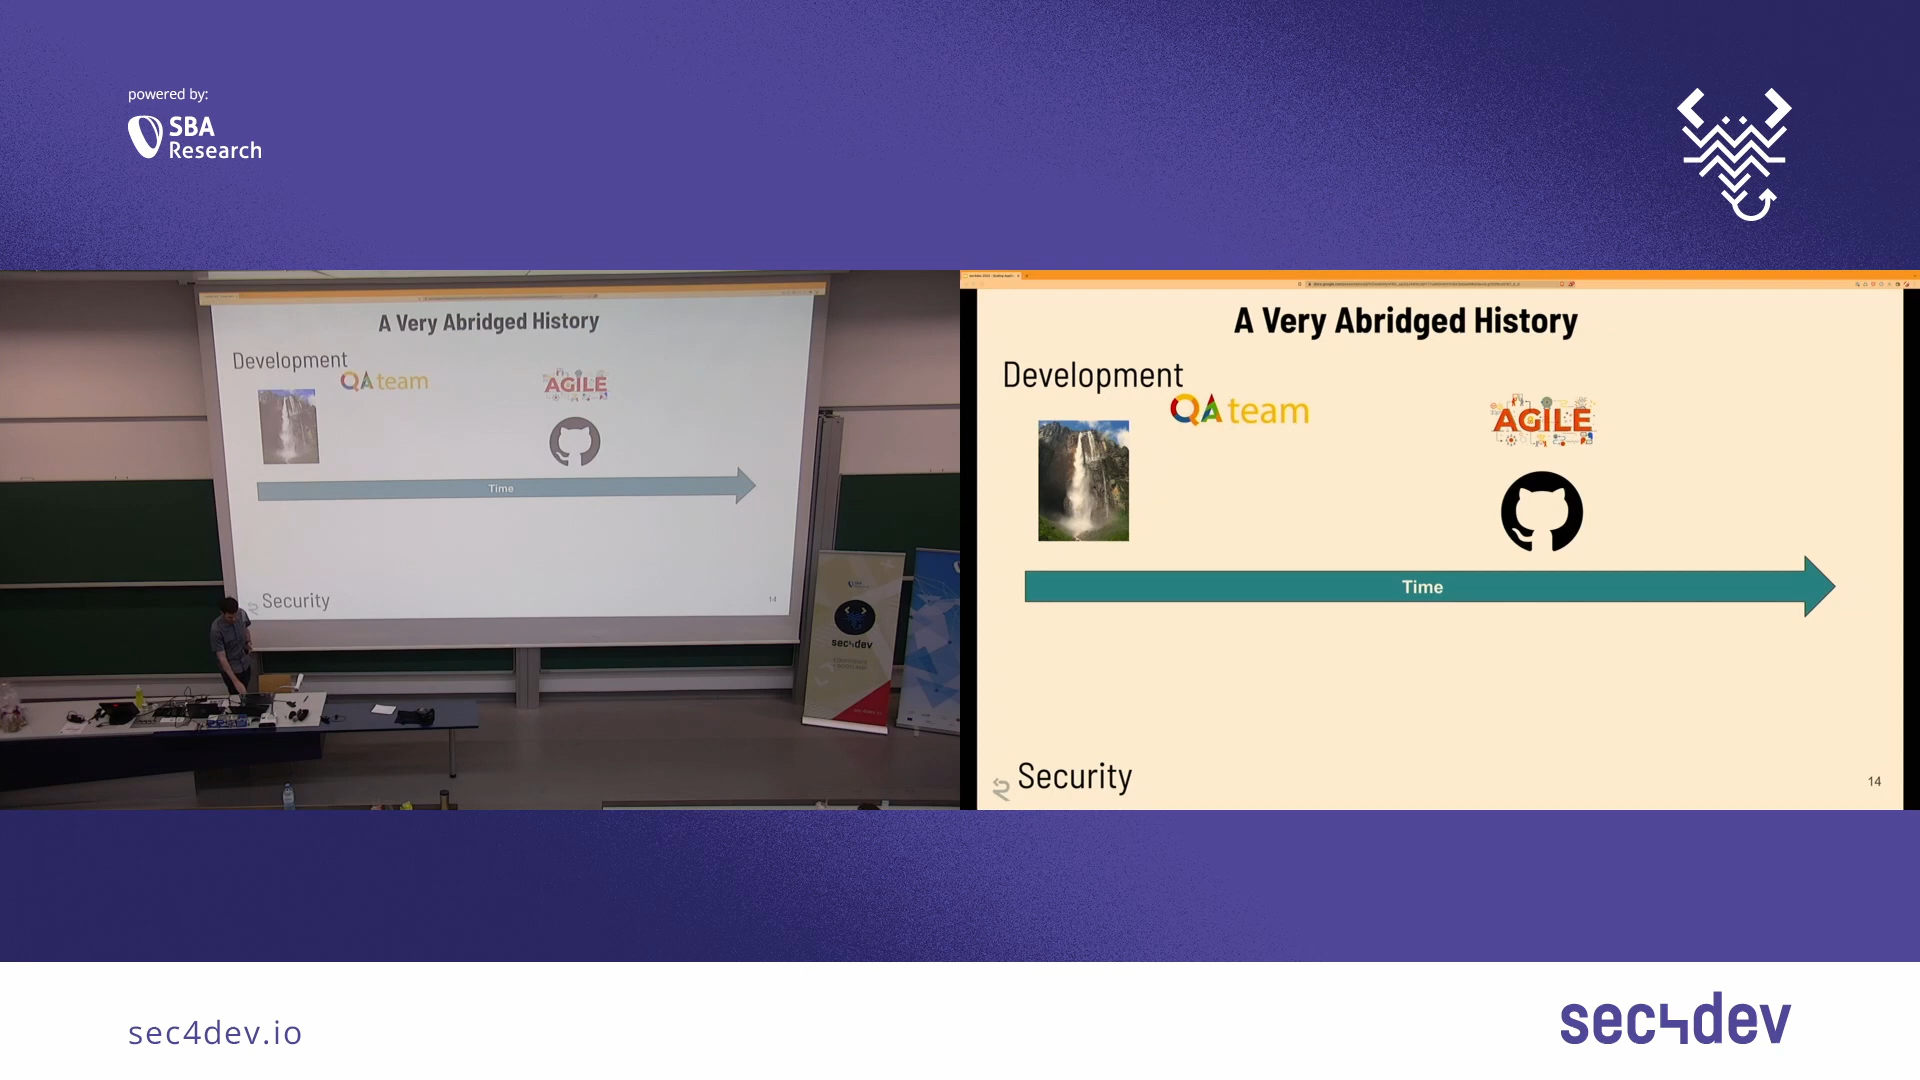 powered by:
SBA
Research
A Very Abridged History
Development
QA team
AGILE
Time
Security
14
sec4dev
A Very Abridged History
Development
QA team
AGILE
Time
Security
14
sec4dev.io
sec4dev